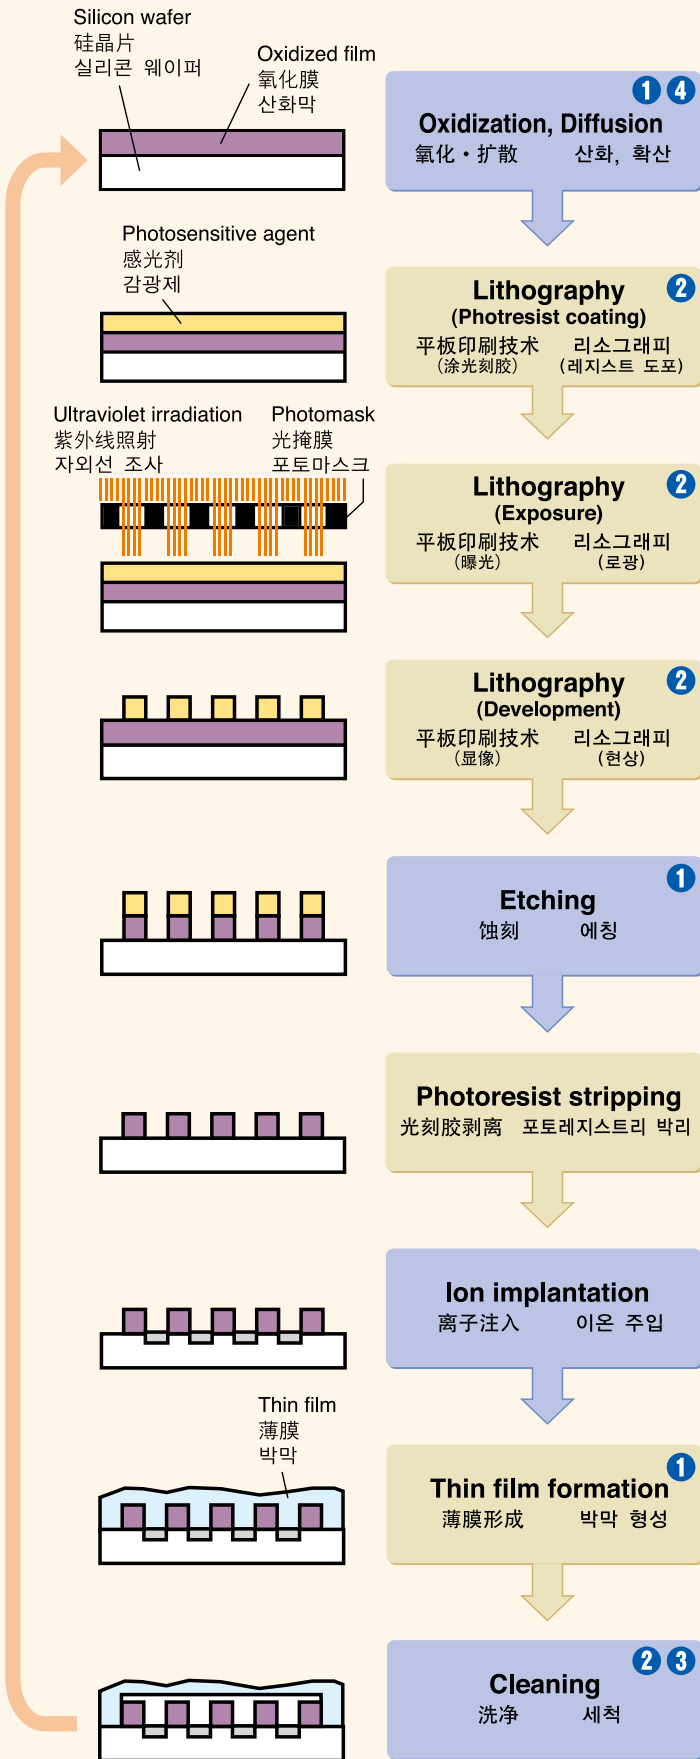 Silicon wafer
硅晶片
실리콘 웨이퍼
Oxidized film
氧化膜
산화막
1 4
Oxidization, Diffusion
氧化・扩散 산화, 확산
Photosensitive agent
感光剂
감광제
2
Lithography
(Photresist coating)
平板印刷技术 리소그래피
(涂光刻胶) (레지스트 도포)
Ultraviolet irradiation
紫外线照射
자외선 조사
Photomask
光掩膜
포토마스크
2
Lithography
(Exposure)
平板印刷技术 리소그래피
(曝光) (로광)
2
Lithography
(Development)
平板印刷技术 리소그래피
(显像) (현상)
1
Etching
蚀刻 에칭
Photoresist stripping
光刻胶剥离 포토레지스트리 박리
Ion implantation
离子注入 이온 주입
Thin film
薄膜
박막
1
Thin film formation
薄膜形成 박막 형성
2 3
Cleaning
洗净 세척